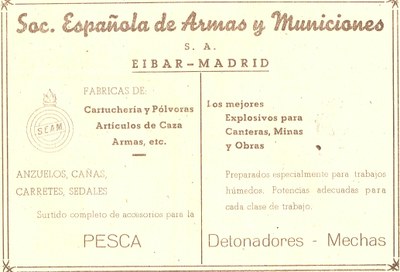 Soc. Española de Armas y Municiones
S. A.
EIBAR-MADRID
FABRICAS DE:
Cartuchería y Pólvoras
Artículos de Caza
Armas, etc.
SEAM
ANZUELOS, CAÑAS,
CARRETES, SEDALES
Surtido completo de accesorios para la
PESCA
Los mejores
Explosivos para
Canteras, Minas
y Obras
Preparados especialmente para trabajos
húmedos. Potencias adecuadas para
cada clase de trabajo.
Detonadores - Mechas